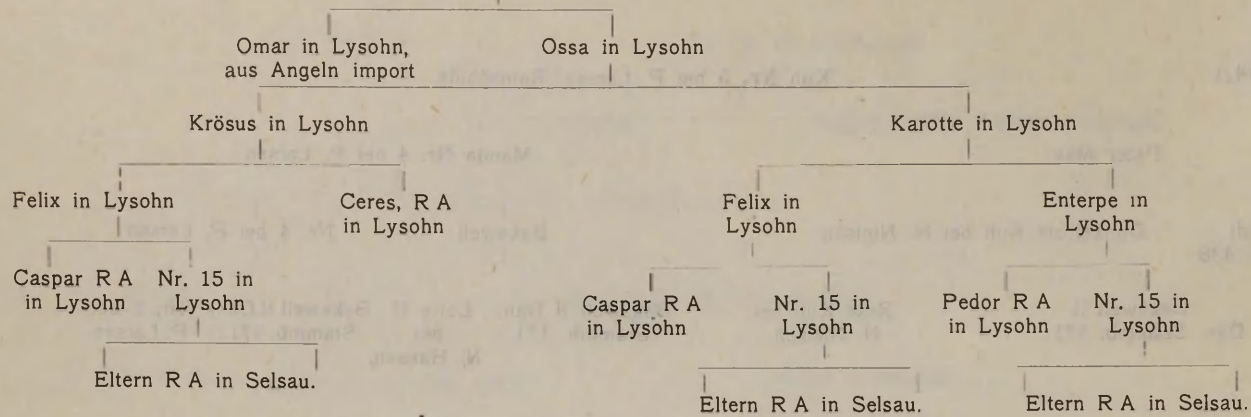 Omar in Lysohn, Ossa in Lysohn
aus Angeln import
Krösus in Lysohn Karotte in Lysohn
Felix in Lysohn Ceres, R A Felix in Enterpe in
in Lysohn Lysohn Lysohn
Caspar R A Nr. 15 in Caspar R A Nr. 15 in Pedor R A Nr. 15 in
in Lysohn Lysohn in Lysohn Lysohn in Lysohn Lysohn
Eltern R A in Selsau. Eltern R A in Selsau. Eltern R A in Selsau.